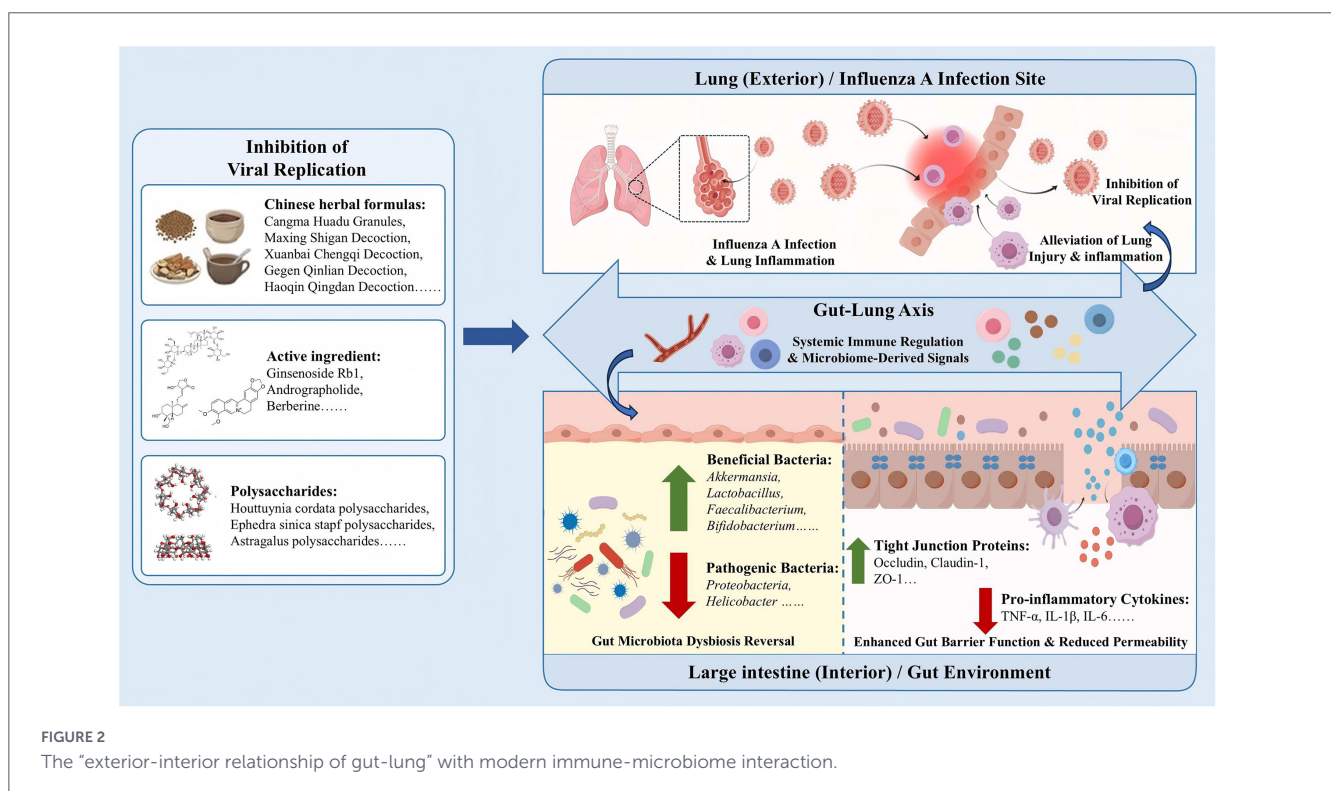 Inhibition of
Viral Replication
Chinese herbal formulas:
Cangma Huadu Granules,
Maxing Shigan Decoction,
Xuanbai Chengqi Decoction,
Gegen Qinlian Decoction,
Haoqin Qingdan Decoction……
Active ingredient:
Ginsenoside Rb1,
Andrographolide,
Berberine……
Polysaccharides:
Houttuynia cordata polysaccharides,
Ephedra sinica stapf polysaccharides,
Astragalus polysaccharides……
Lung (Exterior) / Influenza A Infection Site
Influenza A Infection
& Lung Inflammation
Inhibition of
Viral Replication
Alleviation of Lung
Injury & inflammation
Gut-Lung Axis
Systemic Immune Regulation
& Microbiome-Derived Signals
Beneficial Bacteria:
Akkermansia,
Lactobacillus,
Faecalibacterium,
Bifidobacterium……
Pathogenic Bacteria:
Proteobacteria,
Helicobacter ……
Gut Microbiota Dysbiosis Reversal
Tight Junction Proteins:
Occludin, Claudin-1,
ZO-1…
Pro-inflammatory Cytokines:
TNF-α, IL-1β, IL-6……
Enhanced Gut Barrier Function & Reduced Permeability
Large intestine (Interior) / Gut Environment
FIGURE 2
The "exterior-interior relationship of gut-lung" with modern immune-microbiome interaction.